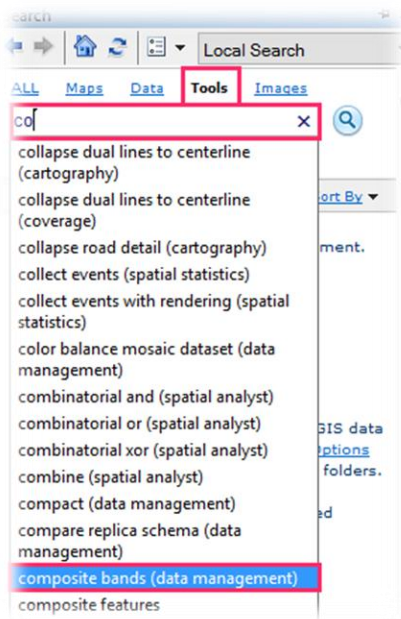 earch
Local Search
ALL Maps Data Tools Images
co
collapse dual lines to centerline
(cartography)
collapse dual lines to centerline
(coverage)
ort By
collapse road detail (cartography)
ment.
collect events (spatial statistics)
collect events with rendering (spatial
statistics)
color balance mosaic dataset (data
management)
combinatorial and (spatial analyst)
combinatorial or (spatial analyst)
GIS data
combinatorial xor (spatial analyst)
ptions
combine (spatial analyst)
folders.
compact (data management)
ed
compare replica schema (data
management)
composite bands (data management)
composite features